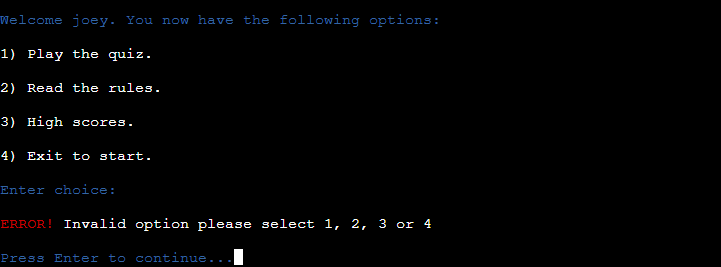 Welcome joey. You now have the following options:
1) Play the quiz.
2) Read the rules.
3) High scores.
4) Exit to start.
Enter choice:
ERROR! Invalid option please select 1, 2, 3 or 4
Press Enter to continue...